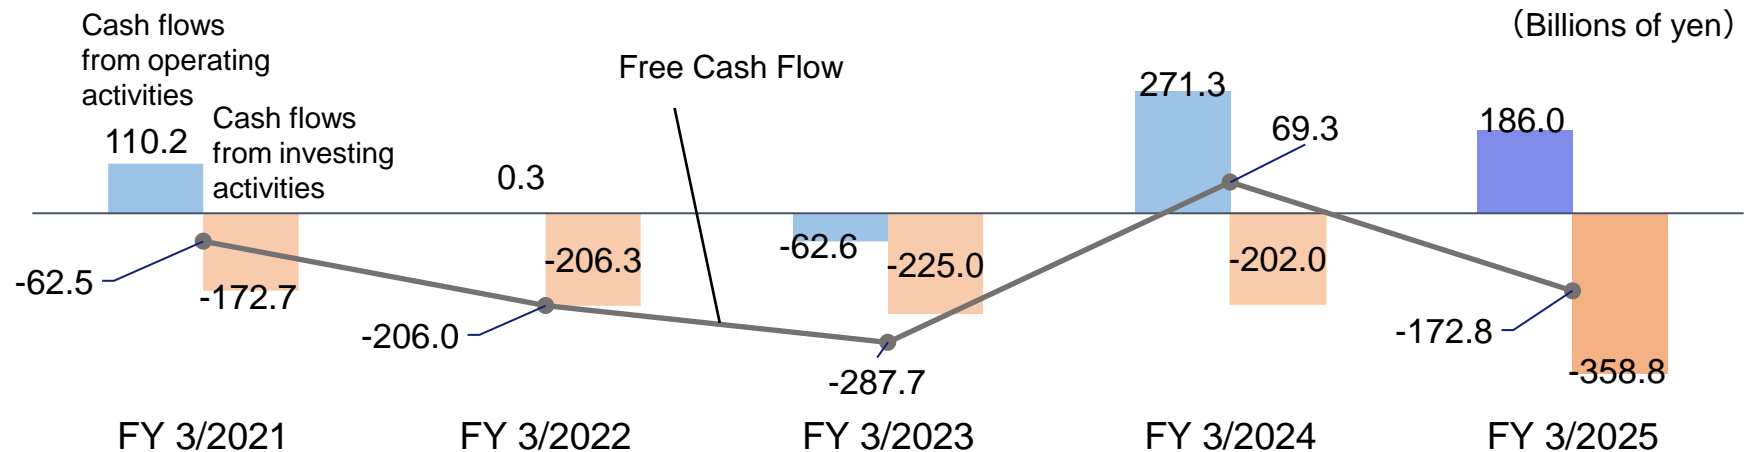 Cash flows
from operating
activities
（Billions of yen）
Free Cash Flow
Cash flows
from investing
activities
110.2
0.3
-62.6
271.3
186.0
-172.7
-206.3
-225.0
-202.0
-358.8
-62.5
-206.0
-287.7
69.3
-172.8
FY 3/2021
FY 3/2022
FY 3/2023
FY 3/2024
FY 3/2025